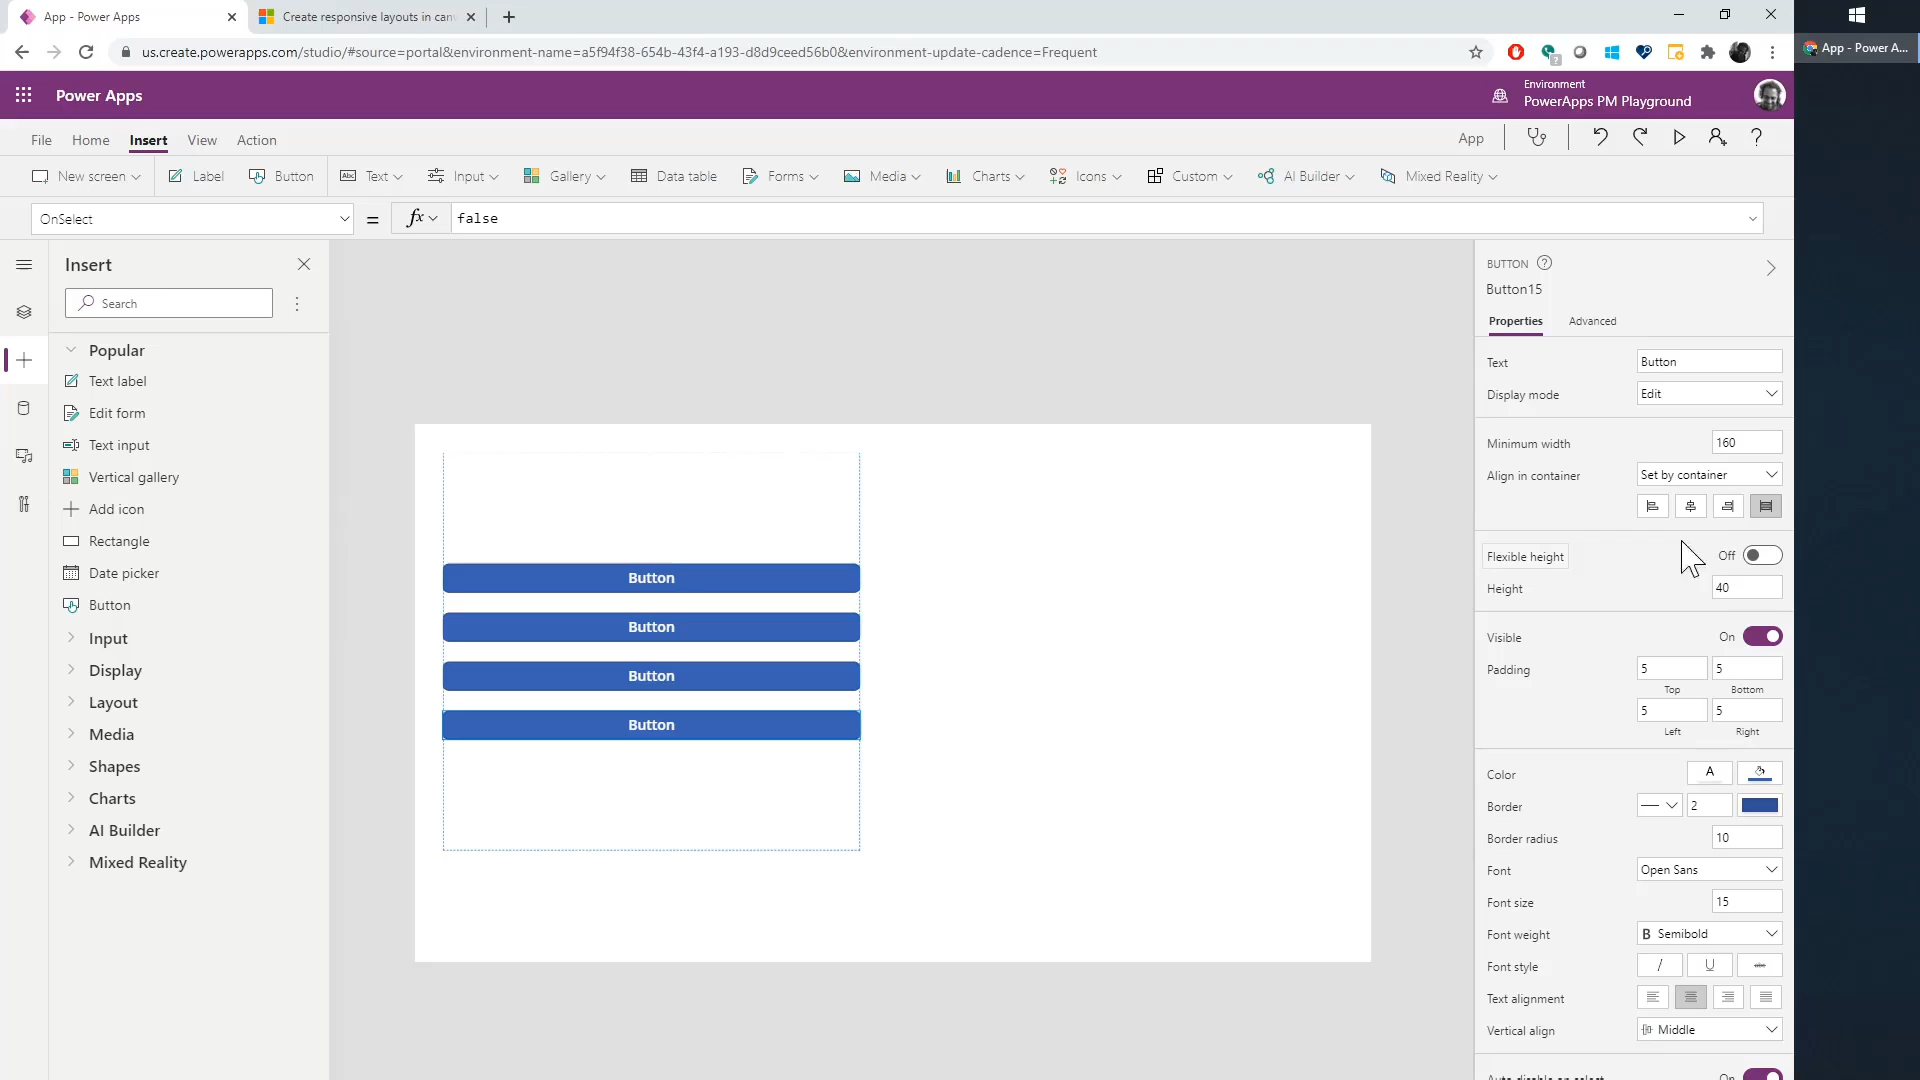 App - Power Apps
Create responsive layouts in can
us.create.powerapps.com/studio/#source=portal&environment-name=a5f94f38-654b-43f4-a193-d8d9ceed56b0&environment-update-cadence=Frequent
App - Power A...
Power Apps
Environment
PowerApps PM Playground
File Home Insert View Action App
New screen Label Button Text Input Gallery Data table Forms Media Charts Icons Custom AI Builder Mixed Reality
OnSelect = fx false
Insert
Search
Popular
Text label
Edit form
Text input
Vertical gallery
Add icon
Rectangle
Date picker
Button
Input
Display
Layout
Media
Shapes
Charts
AI Builder
Mixed Reality
Button
Button
Button
Button
BUTTON ?
Button15
Properties Advanced
Text Button
Display mode Edit
Minimum width 160
Align in container Set by container
Flexible height Off
Height 40
Visible On
Padding 5 5
Top Bottom
5 5
Left Right
Color A
Border 2
Border radius 10
Font Open Sans
Font size 15
Font weight B Semibold
Font style / U abc
Text alignment
Vertical align Middle
Auto disable on select On